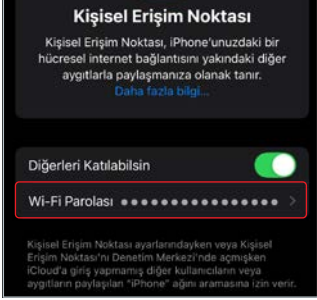 Kişisel Erişim Noktası
Kişisel Erişim Noktası, iPhone'unuzdaki bir
hücresel internet bağlantısını yakındaki diğer
aygıtlarla paylaşmanıza olanak tanır.
Daha fazla bilgi...
Diğerleri Katılabilsin
Wi-Fi Parolası ●●●●●●●●●●●●●●●● >
Kişisel Erişim Noktası ayarlarındayken veya Kişisel
Erişim Noktası'nı Denetim Merkezi'nde açmışken
iCloud'a giriş yapmamış diğer kullanıcıların veya
aygıtların paylaşılan "iPhone" ağını aramasına izin verir.